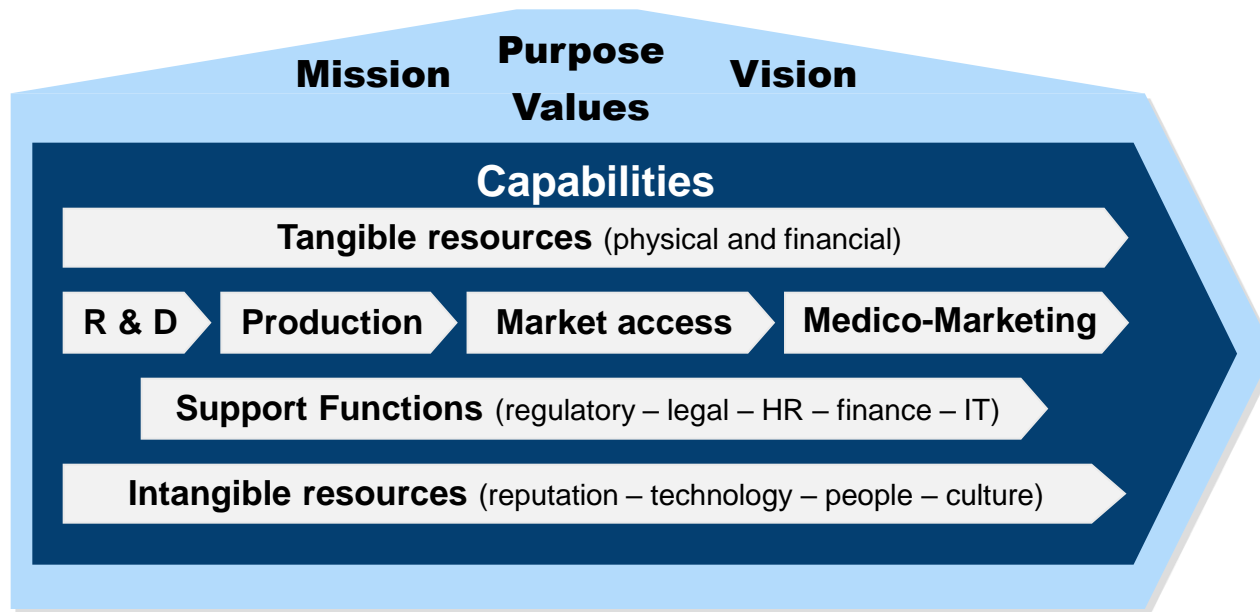 Purpose
Mission
Vision
Values
Capabilities
Tangible resources (physical and financial)
R & D
Production
Market access
Medico-Marketing
Support Functions (regulatory – legal – HR – finance – IT)
Intangible resources (reputation – technology – people – culture)